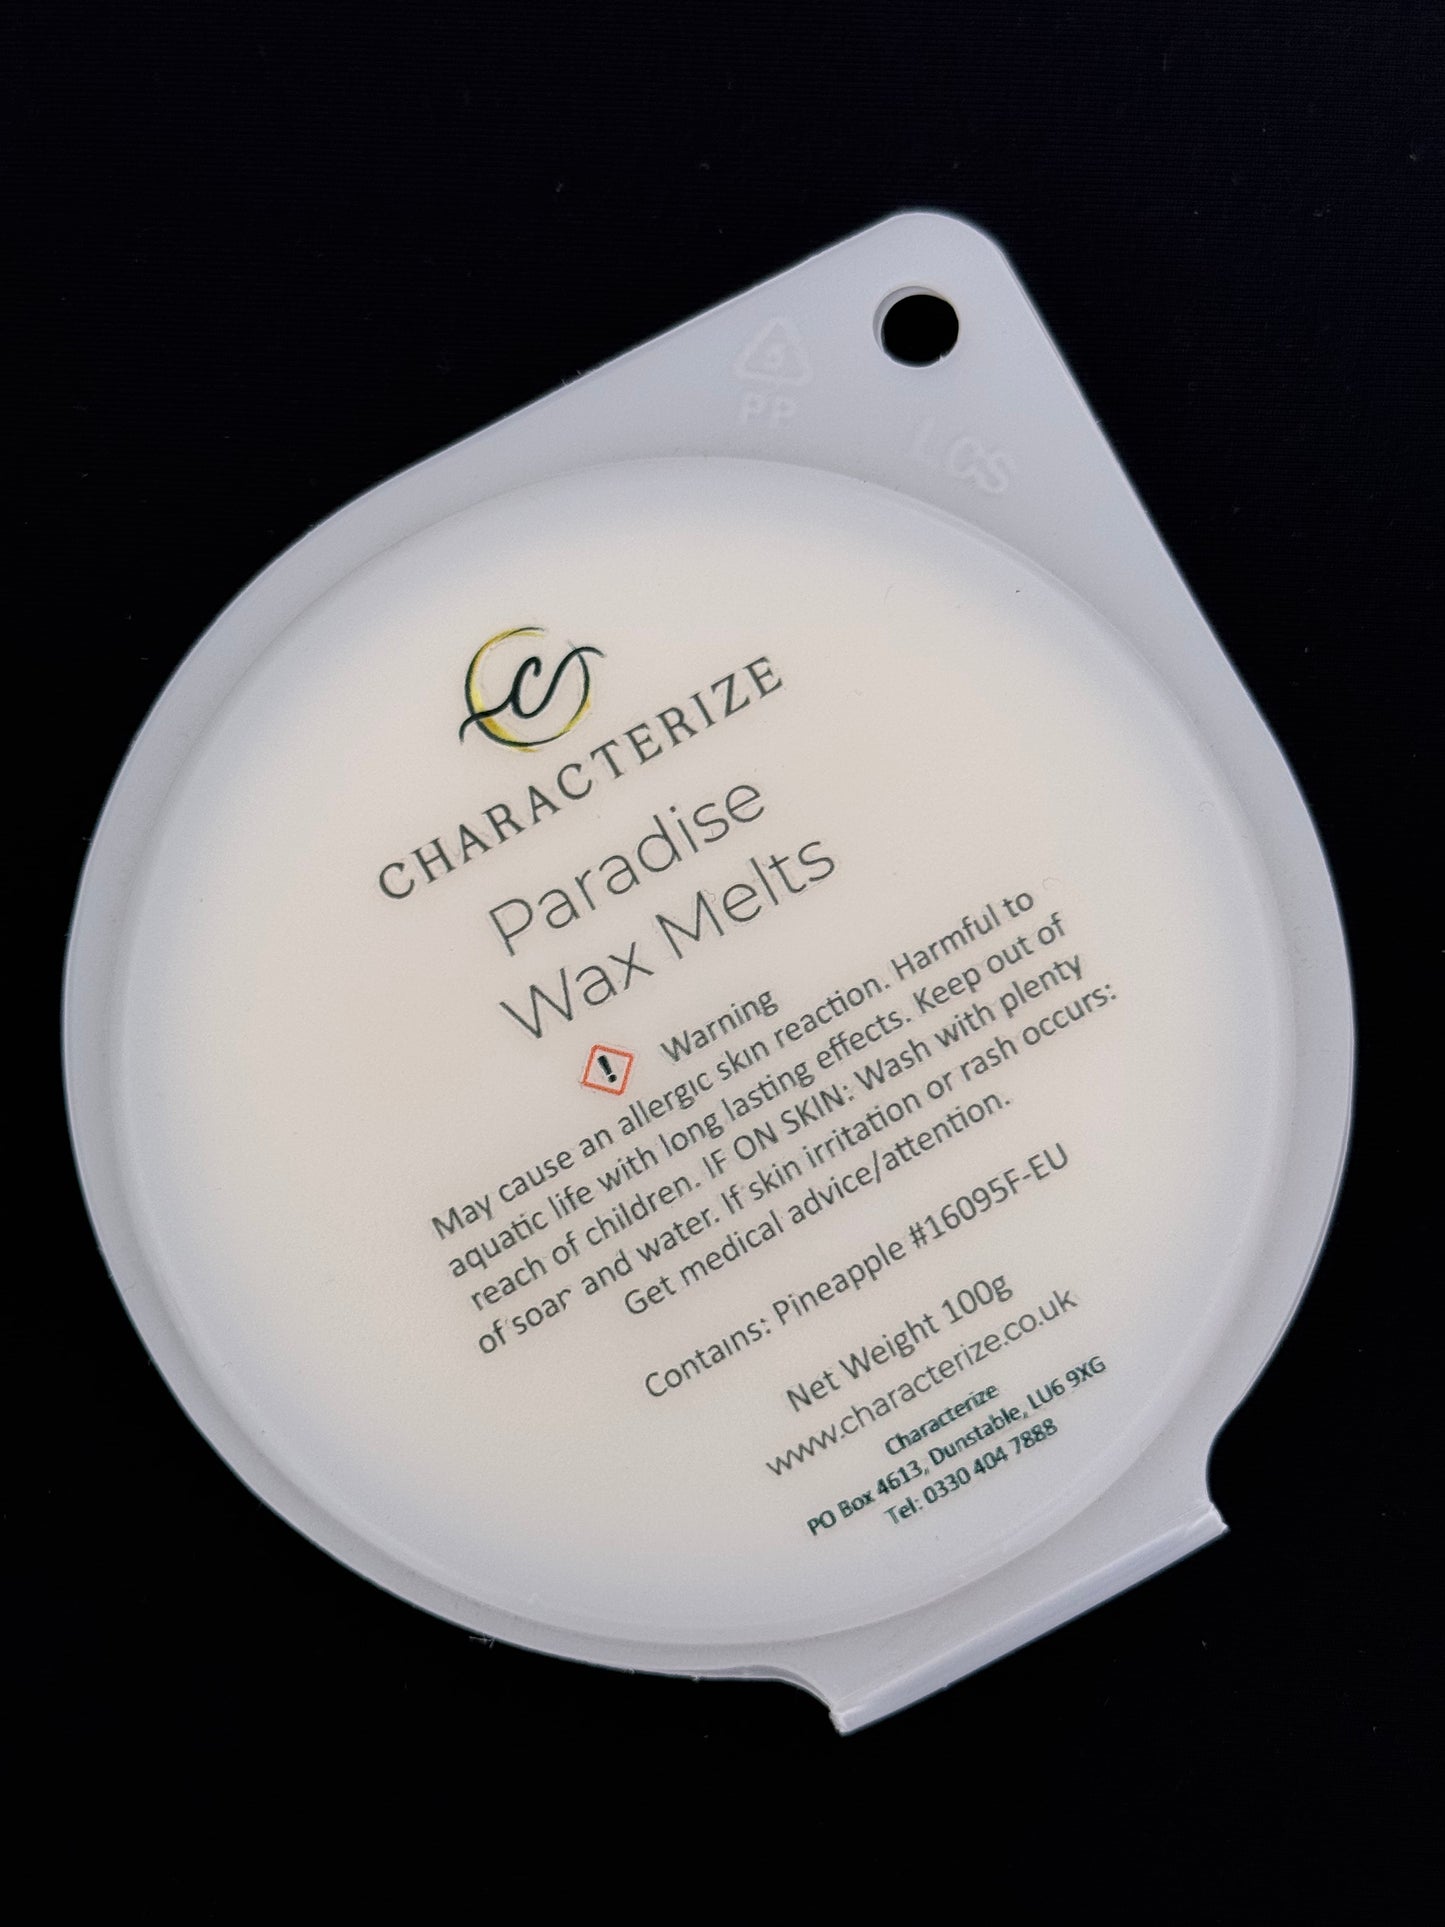 PP
LCS
CHARACTERIZE
Paradise
Wax Melts
Warning
May cause an allergic skin reaction. Harmful to
aquatic life with long lasting effects. Keep out of
reach of children. IF ON SKIN: Wash with plenty
of soap and water. If skin irritation or rash occurs:
Get medical advice/attention.
Contains: Pineapple #16095F-EU
Net Weight 100g
www.characterize.co.uk
Characterize
PO Box 4613, Dunstable, LU6 9XG
Tel: 0330 404 7888